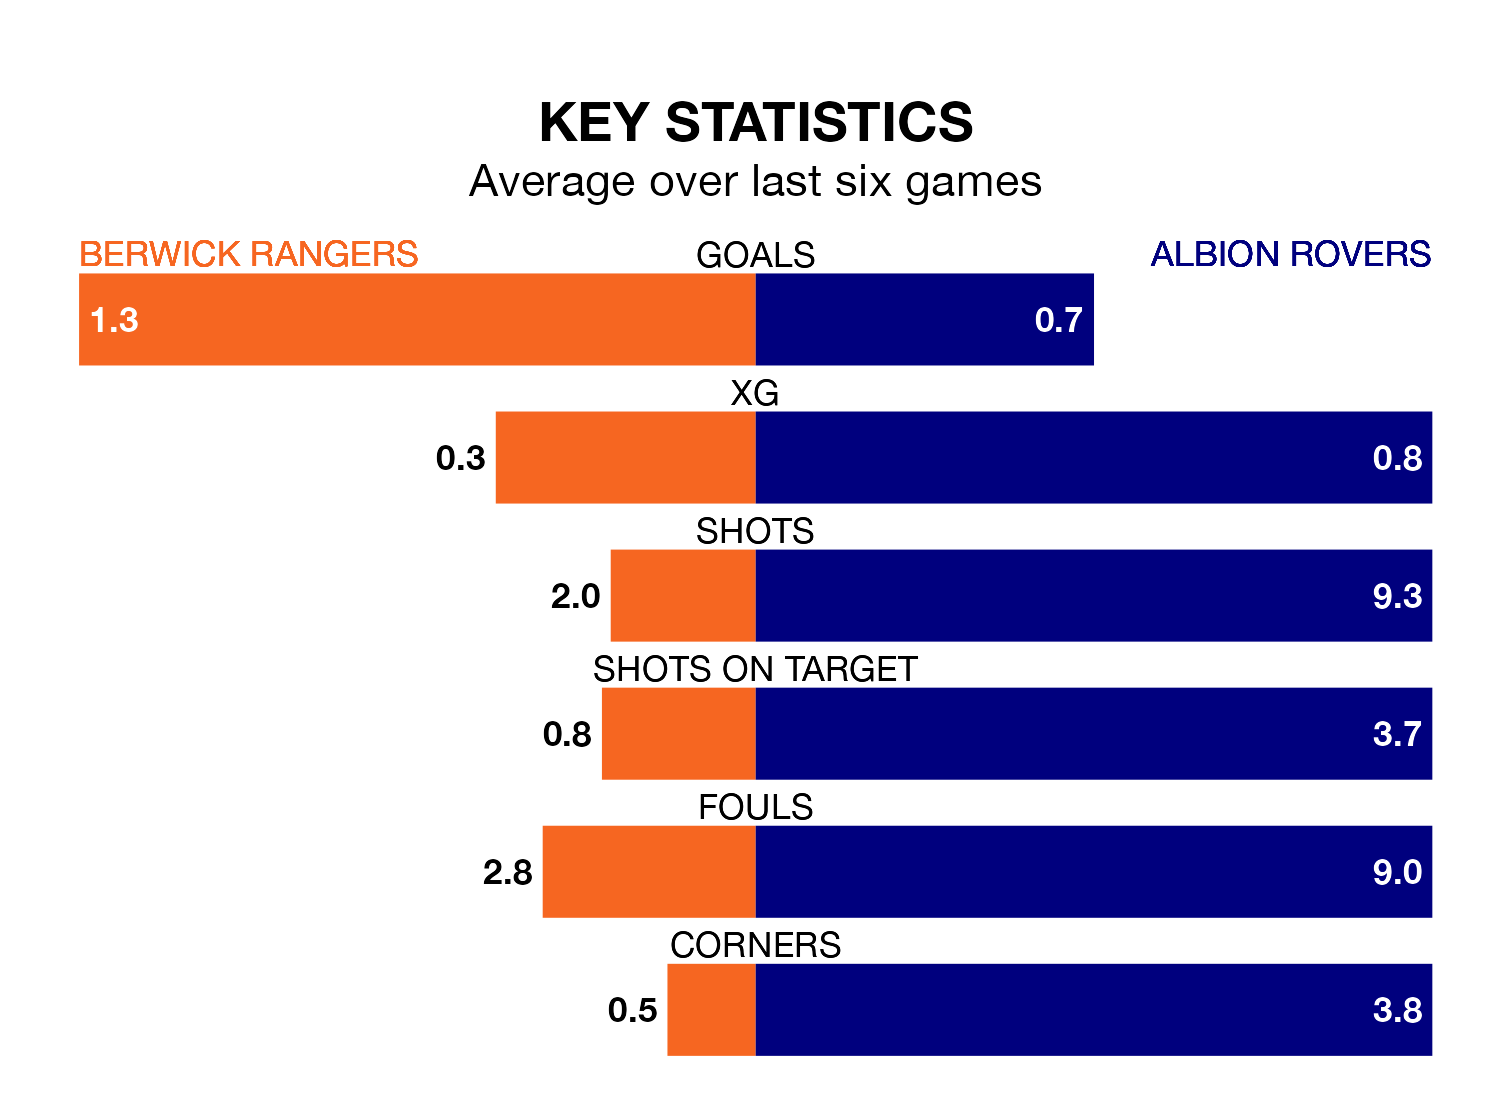 KEY STATISTICS
Average over last six games
BERWICK RANGERS GOALS ALBION ROVERS
1.3 0.7
XG
0.3 0.8
SHOTS
2.0 9.3
SHOTS ON TARGET
0.8 3.7
FOULS
2.8 9.0
CORNERS
0.5 3.8